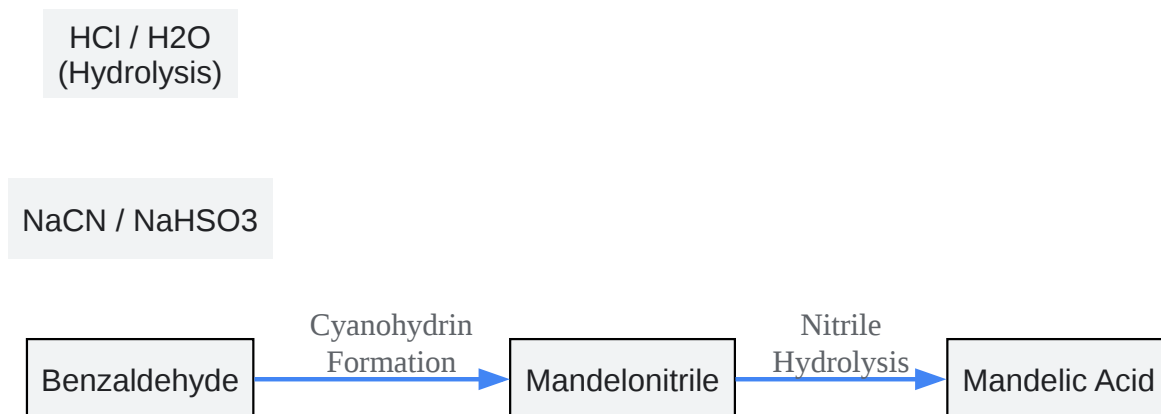 HCl / H2O
(Hydrolysis)
NaCN / NaHSO3
Cyanohydrin
Formation
Nitrile
Hydrolysis
Benzaldehyde
Mandelonitrile
Mandelic Acid